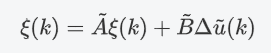 ξ(k) = Ãξ(k) + B̃Δũ(k)